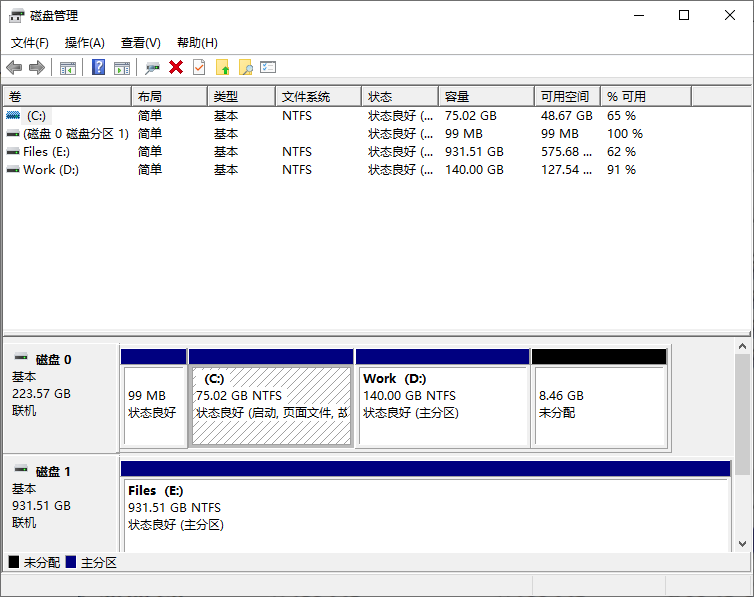 磁盘管理
文件(F) 操作(A) 查看(V) 帮助(H)
卷 布局 类型 文件系统 状态 容量 可用空间 % 可用
(C:) 简单 基本 NTFS 状态良好 (... 75.02 GB 48.67 GB 65 %
(磁盘 0 磁盘分区 1) 简单 基本 状态良好 (... 99 MB 99 MB 100 %
Files (E:) 简单 基本 NTFS 状态良好 (... 931.51 GB 575.68 ... 62 %
Work (D:) 简单 基本 NTFS 状态良好 (... 140.00 GB 127.54 ... 91 %
磁盘 0
基本
223.57 GB
联机
99 MB
状态良好
(C:)
75.02 GB NTFS
状态良好 (启动, 页面文件, 故
Work (D:)
140.00 GB NTFS
状态良好 (主分区)
8.46 GB
未分配
磁盘 1
基本
931.51 GB
联机
Files (E:)
931.51 GB NTFS
状态良好 (主分区)
未分配 主分区